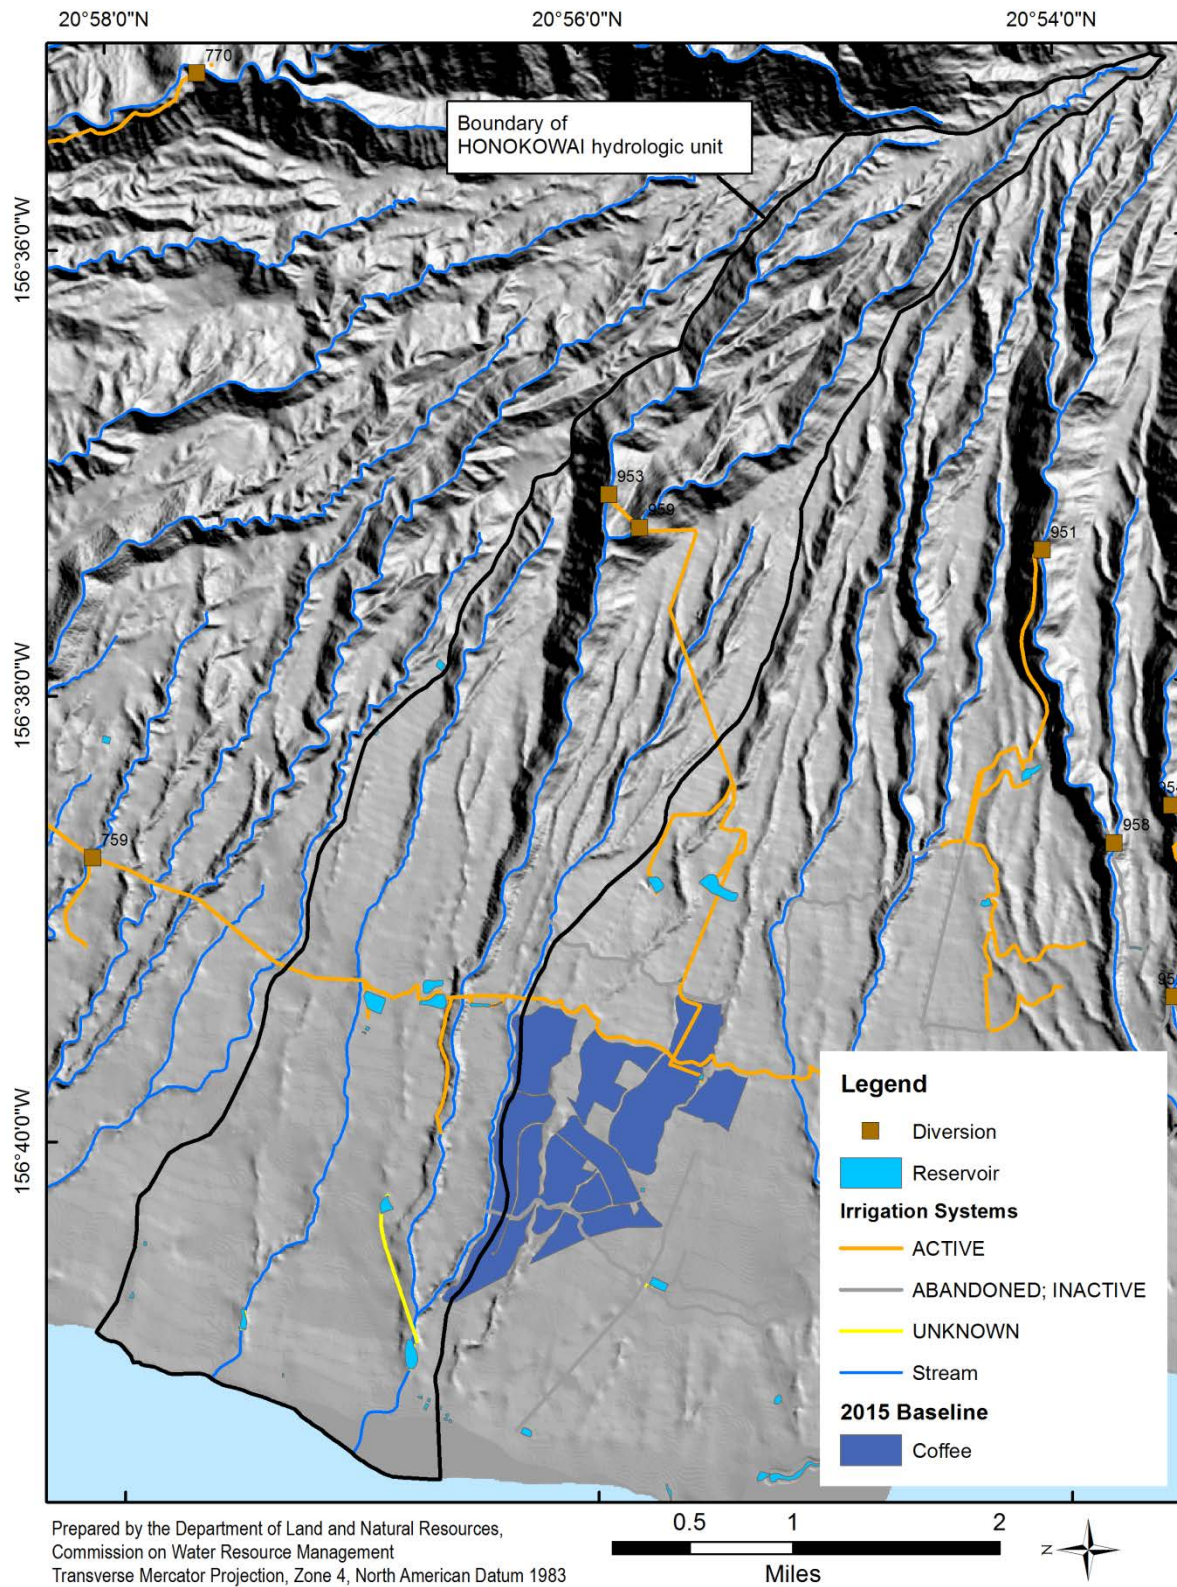 20°58'0"N
20°56'0"N
20°54'0"N
770
Boundary of
HONOKOWAI hydrologic unit
156°36'0"W
953
959
951
156°38'0"W
759
958
156°40'0"W
Legend
Diversion
Reservoir
Irrigation Systems
ACTIVE
ABANDONED; INACTIVE
UNKNOWN
Stream
2015 Baseline
Coffee
Prepared by the Department of Land and Natural Resources,
Commission on Water Resource Management
Transverse Mercator Projection, Zone 4, North American Datum 1983
0.5 1 2
Miles
N